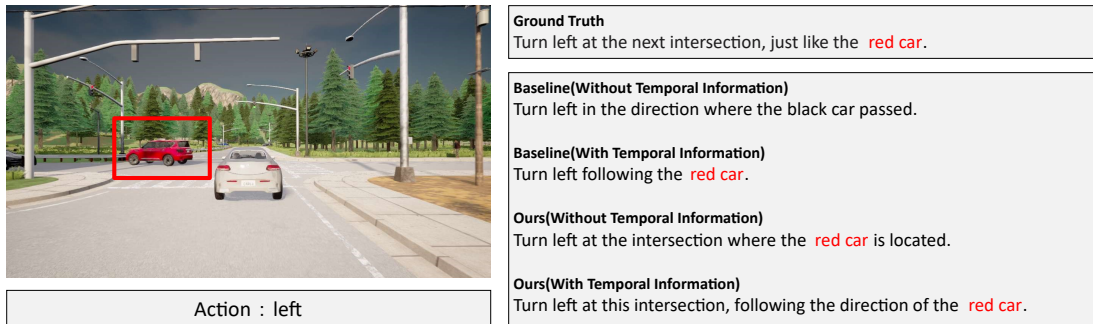 Action : left
Ground Truth
Turn left at the next intersection, just like the red car.
Baseline(Without Temporal Information)
Turn left in the direction where the black car passed.
Baseline(With Temporal Information)
Turn left following the red car.
Ours(Without Temporal Information)
Turn left at the intersection where the red car is located.
Ours(With Temporal Information)
Turn left at this intersection, following the direction of the red car.